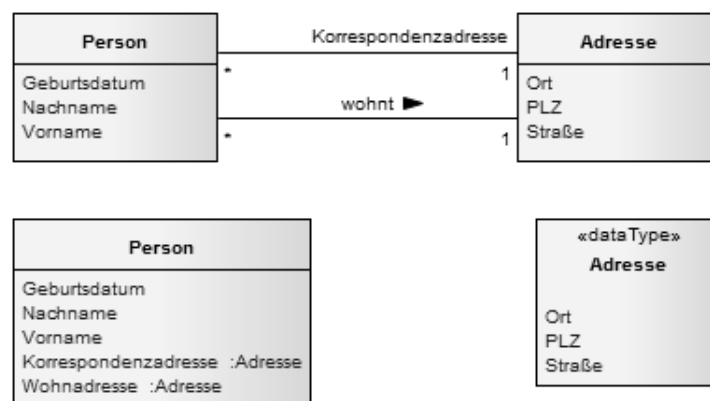 Person
Korrespondenzadresse
Adresse
Geburtsdatum
Nachname
Vorname
*
1
Ort
PLZ
Straße
wohnt ►
*
1
Person
Geburtsdatum
Nachname
Vorname
Korrespondenzadresse :Adresse
Wohnadresse :Adresse
«dataType»
Adresse
Ort
PLZ
Straße